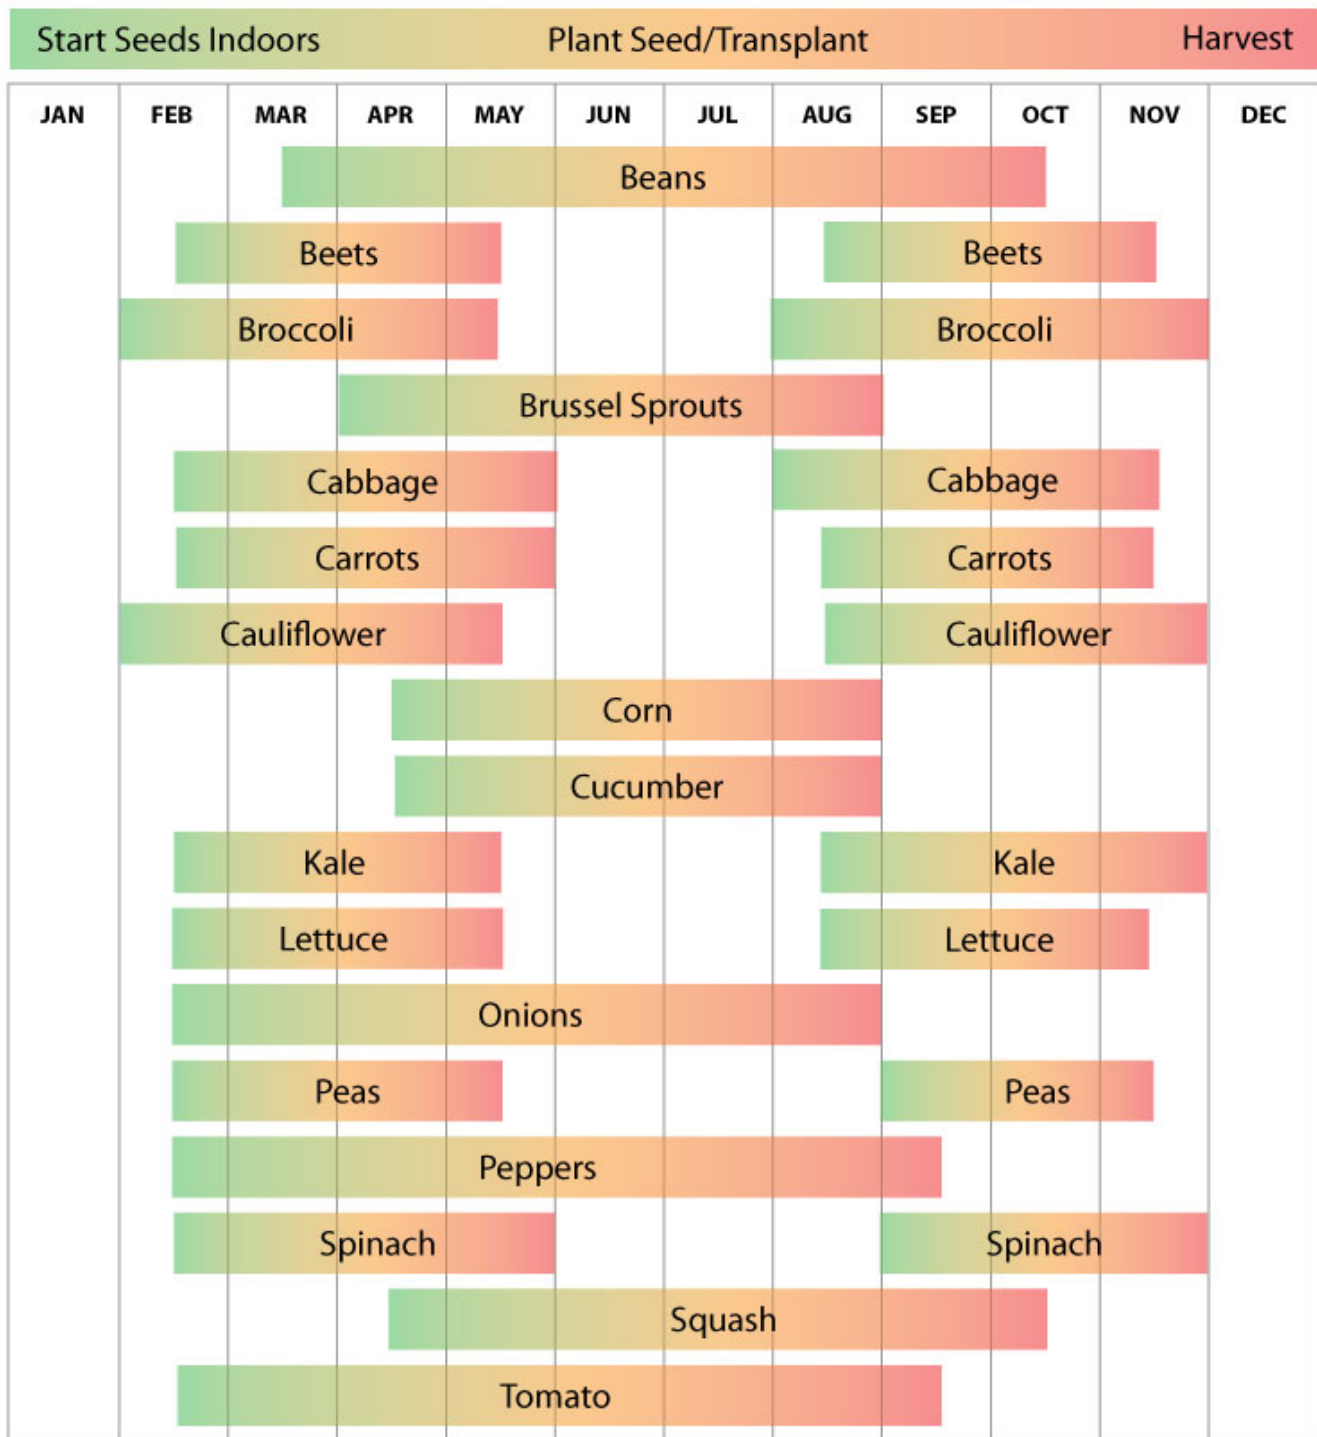 Start Seeds Indoors Plant Seed/Transplant Harvest
JAN FEB MAR APR MAY JUN JUL AUG SEP OCT NOV DEC
Beans
Beets Beets
Broccoli Broccoli
Brussel Sprouts
Cabbage Cabbage
Carrots Carrots
Cauliflower Cauliflower
Corn
Cucumber
Kale Kale
Lettuce Lettuce
Onions
Peas Peas
Peppers
Spinach Spinach
Squash
Tomato